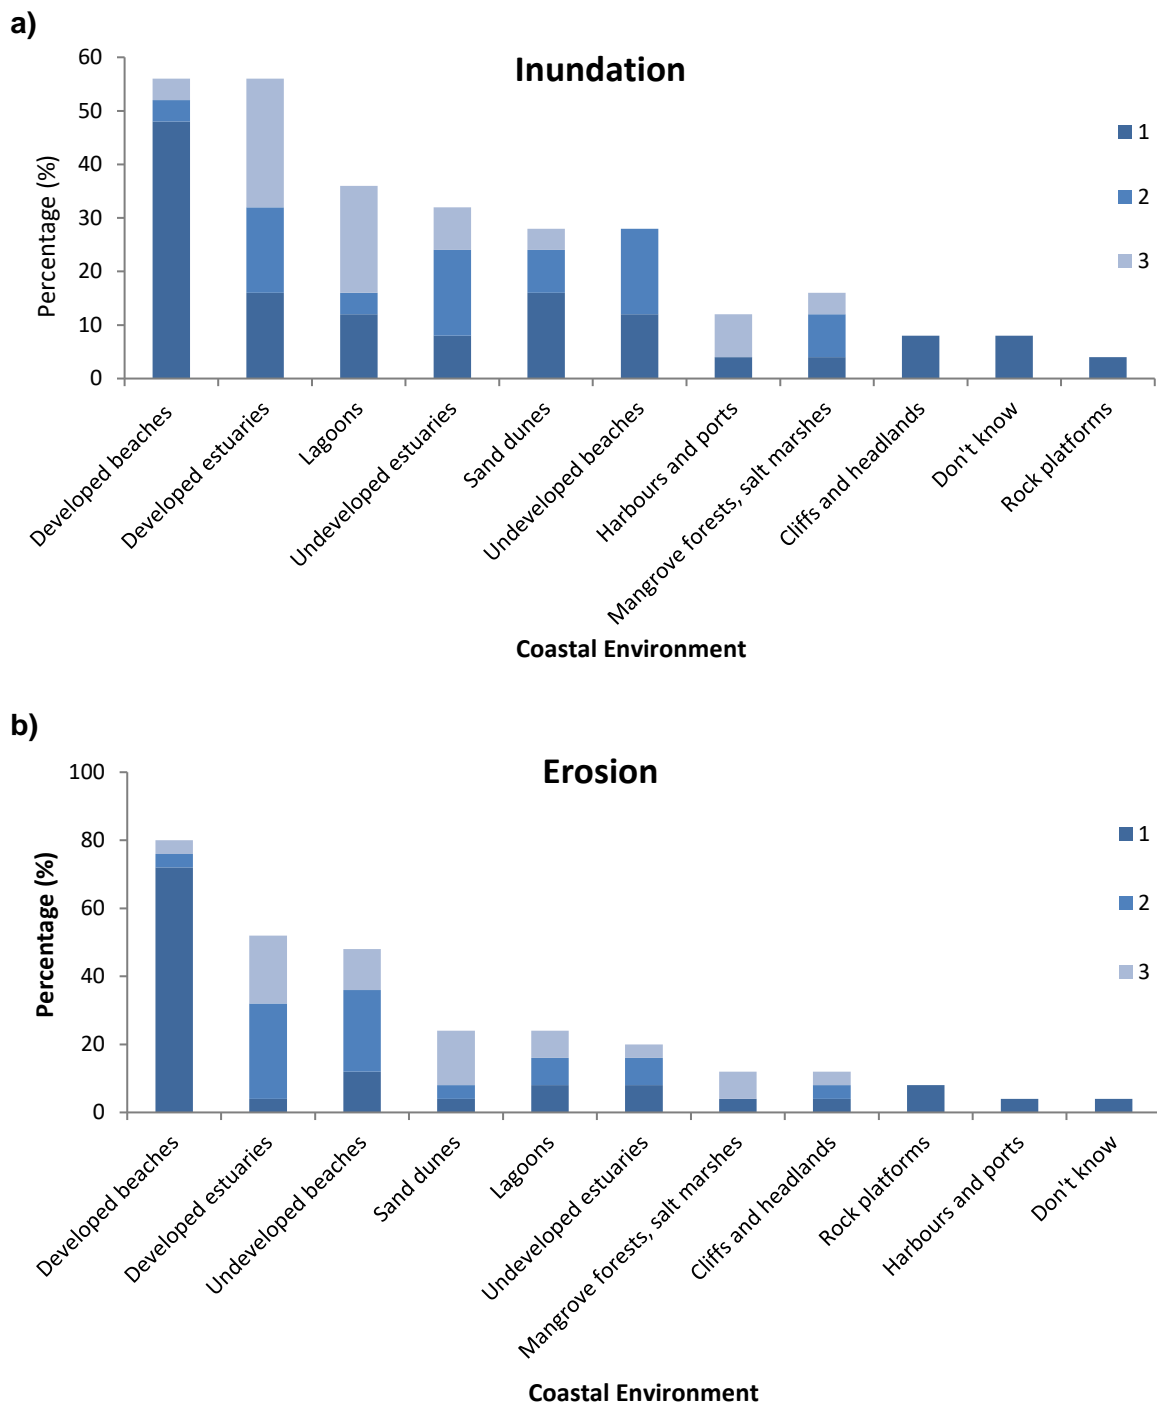 a)
Inundation
Percentage (%)
60
50
40
30
20
10
0
1
2
3
Developed beaches
Developed estuaries
Lagoons
Undeveloped estuaries
Sand dunes
Undeveloped beaches
Harbours and ports
Mangrove forests, salt marshes
Cliffs and headlands
Don't know
Rock platforms
Coastal Environment
b)
Erosion
Percentage (%)
100
80
60
40
20
0
1
2
3
Developed beaches
Developed estuaries
Undeveloped beaches
Sand dunes
Lagoons
Undeveloped estuaries
Mangrove forests, salt marshes
Cliffs and headlands
Rock platforms
Harbours and ports
Don't know
Coastal Environment